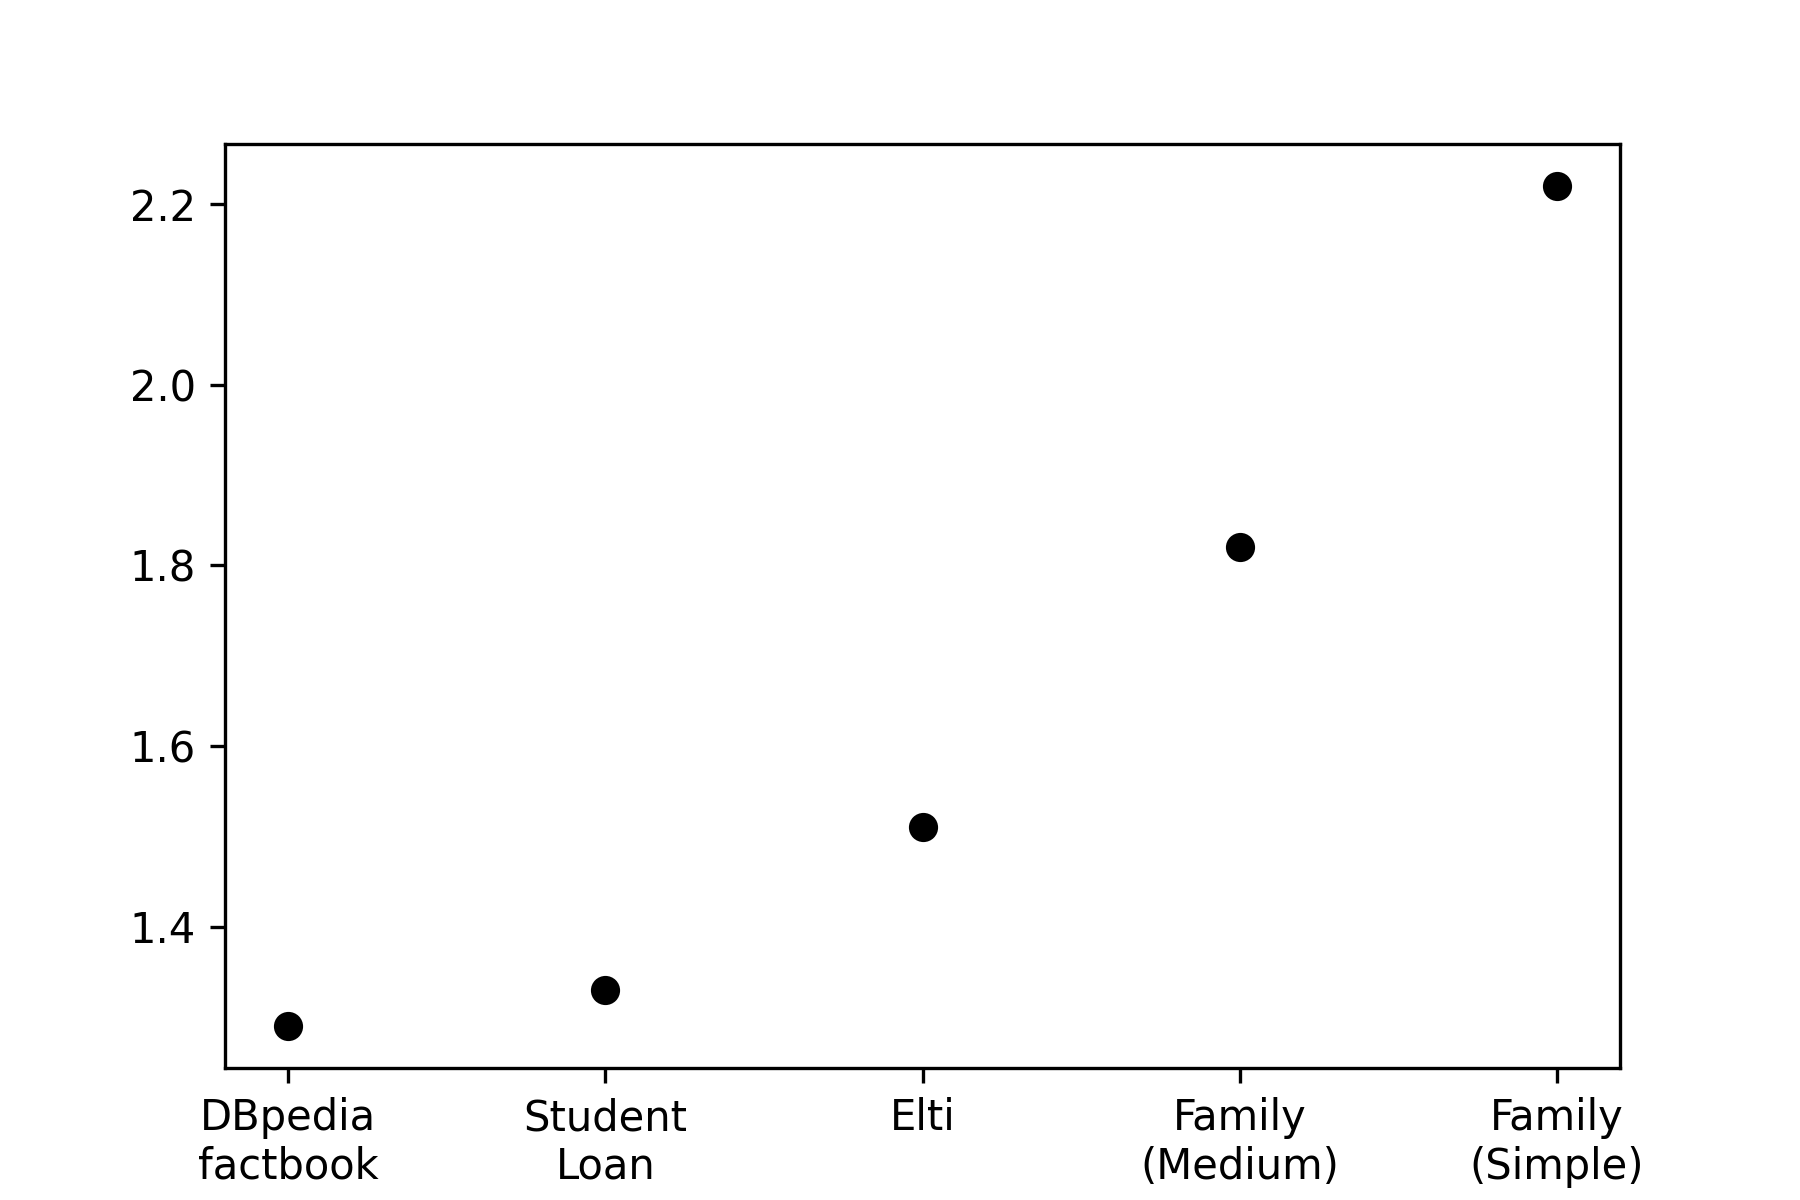 2.2
2.0
1.8
1.6
1.4
DBpedia
factbook
Student
Loan
Elti
Family
(Medium)
Family
(Simple)